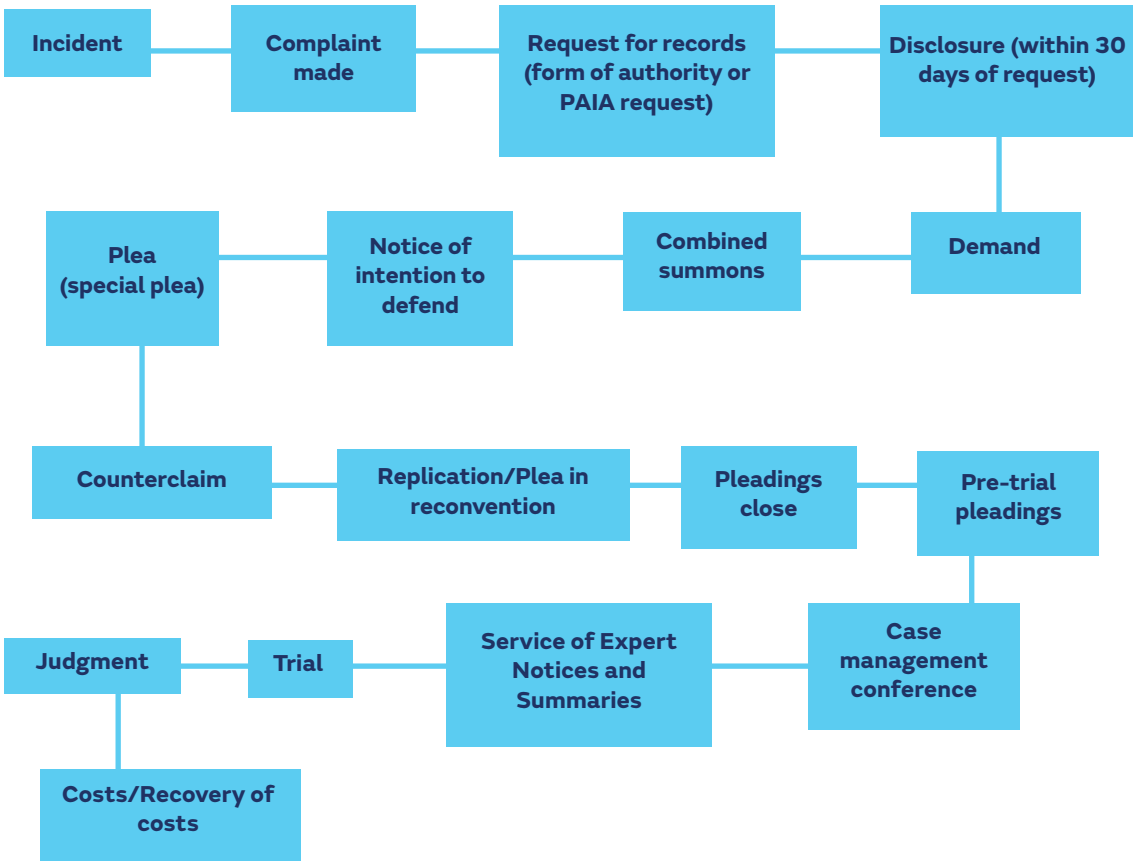 Incident
Complaint
made
Request for records
(form of authority or
PAIA request)
Disclosure (within 30
days of request)
Demand
Combined
summons
Notice of
intention to
defend
Plea
(special plea)
Counterclaim
Replication/Plea in
reconvention
Pleadings
close
Pre-trial
pleadings
Case
management
conference
Service of Expert
Notices and
Summaries
Trial
Judgment
Costs/Recovery of
costs